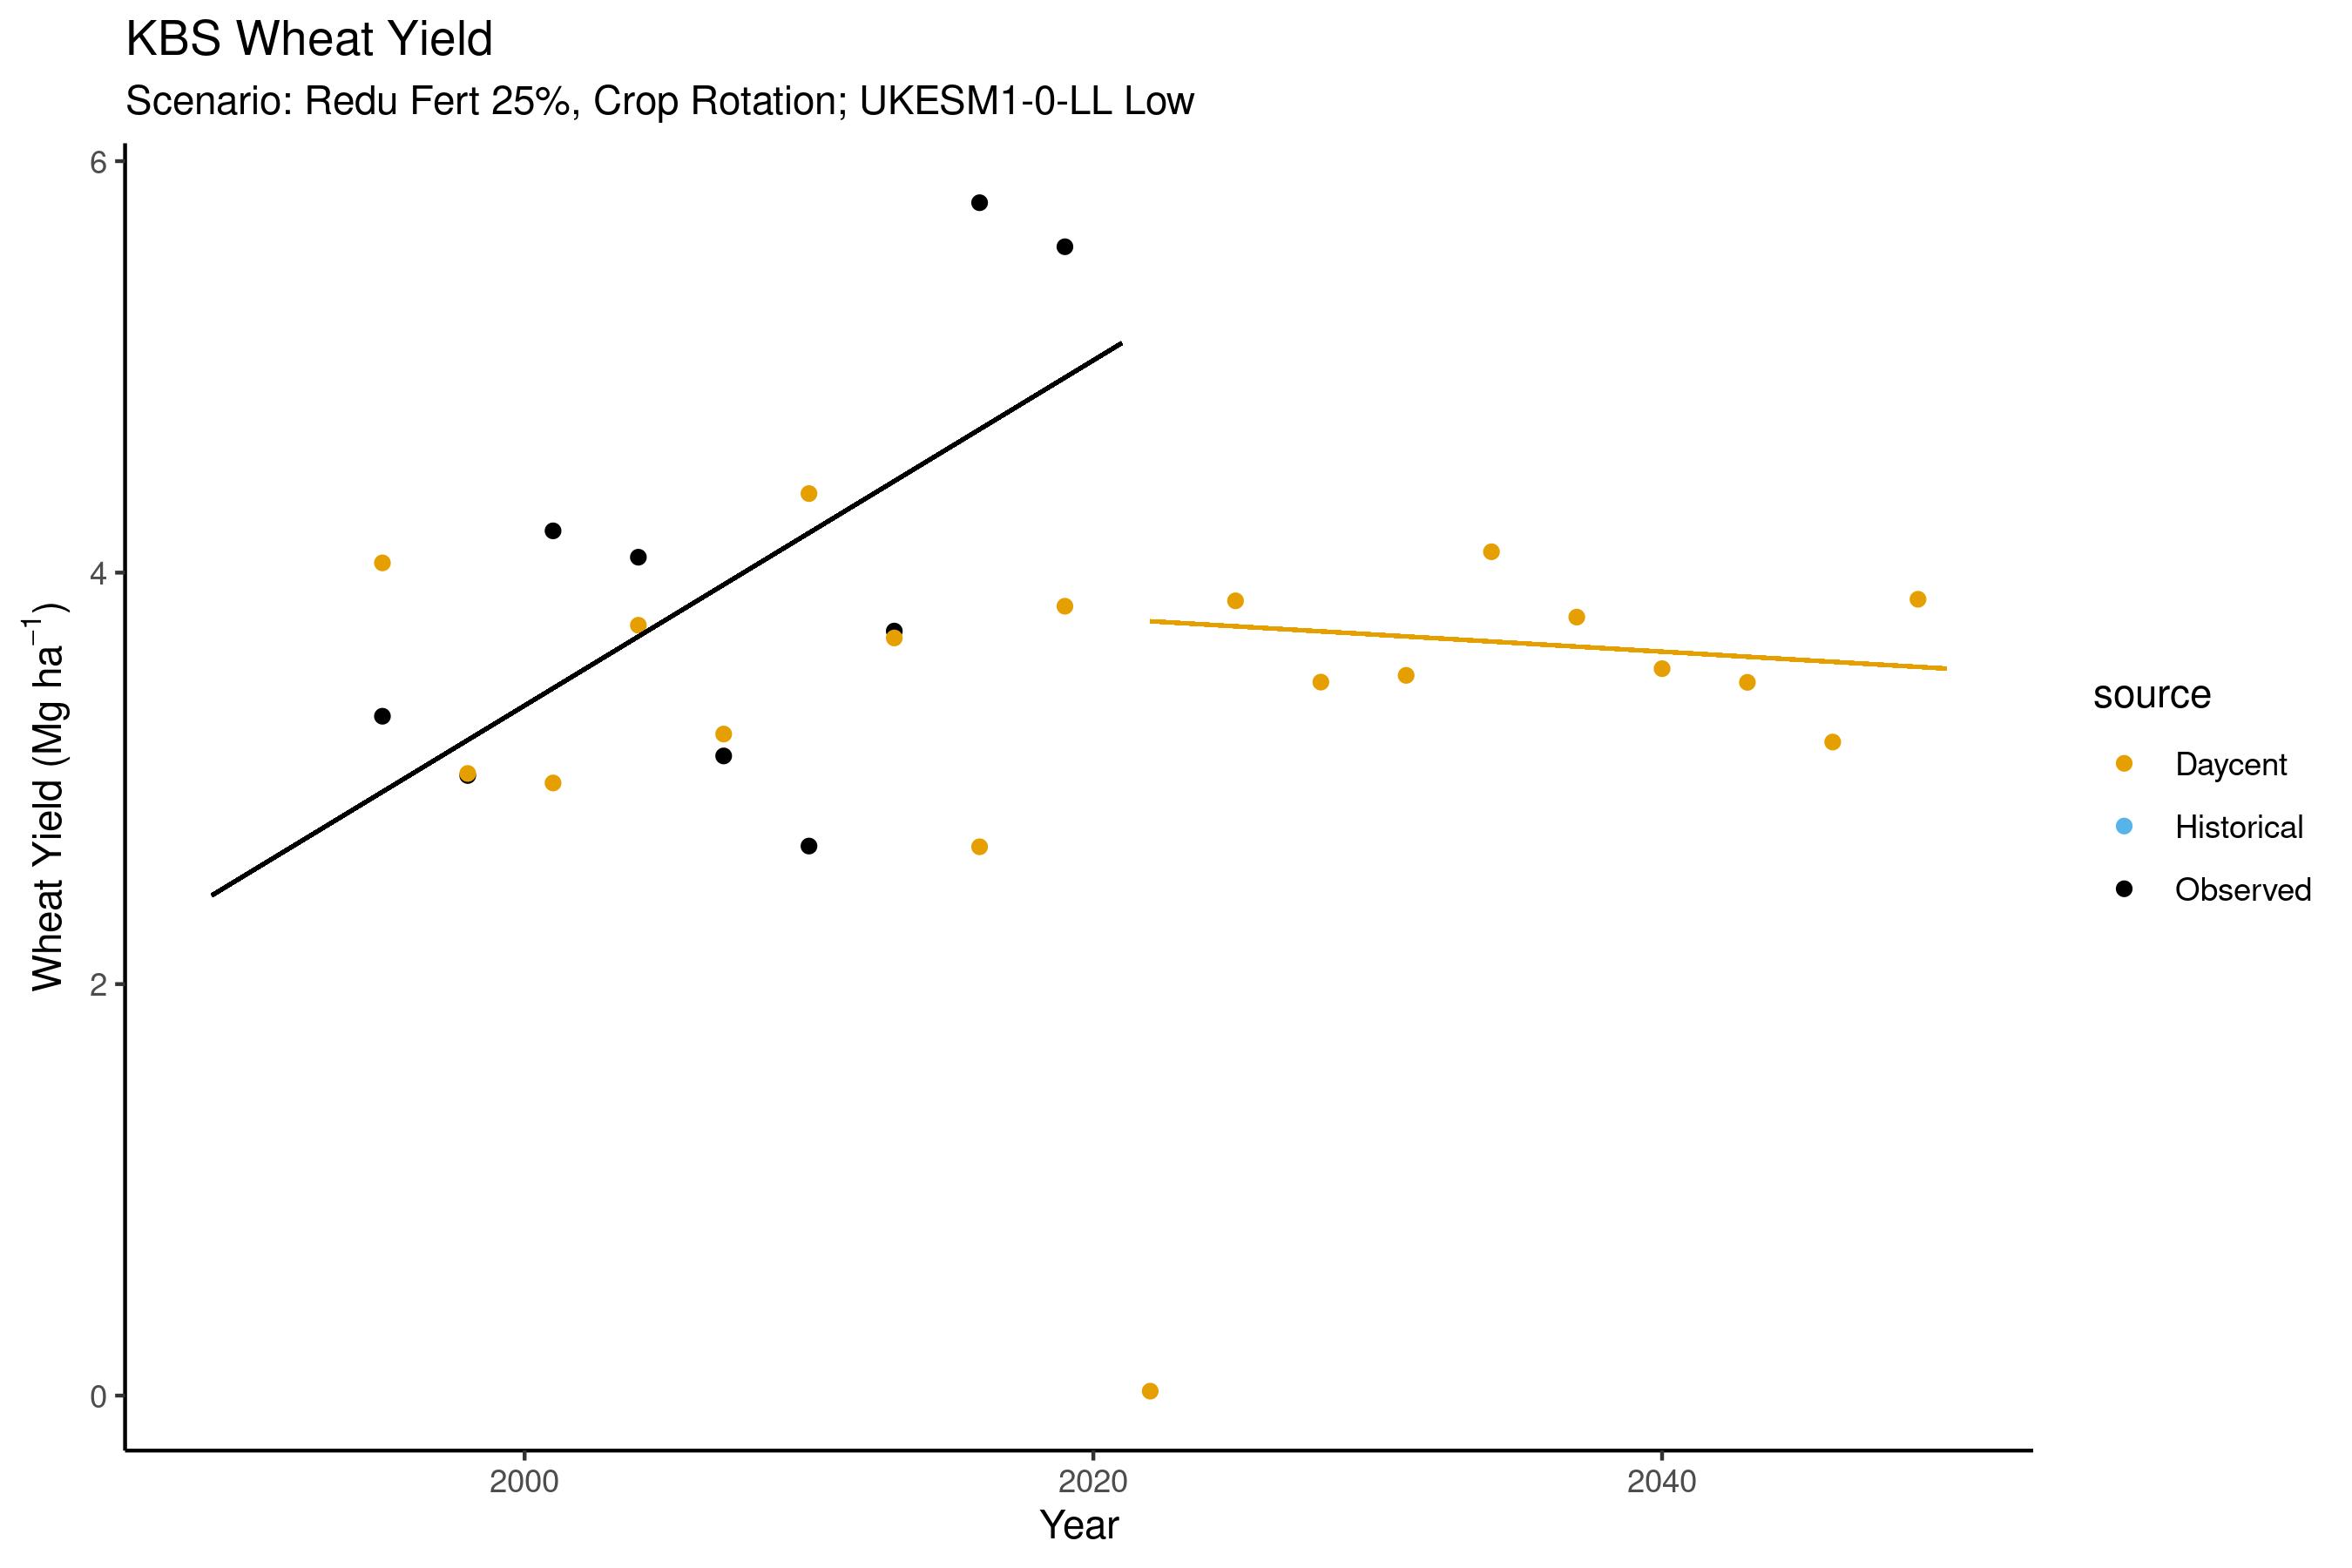 KBS Wheat Yield
Scenario: Redu Fert 25%, Crop Rotation; UKESM1-0-LL Low
Wheat Yield (Mg ha⁻¹)
6
4
2
0
2000
2020
2040
Year
source
Daycent
Historical
Observed